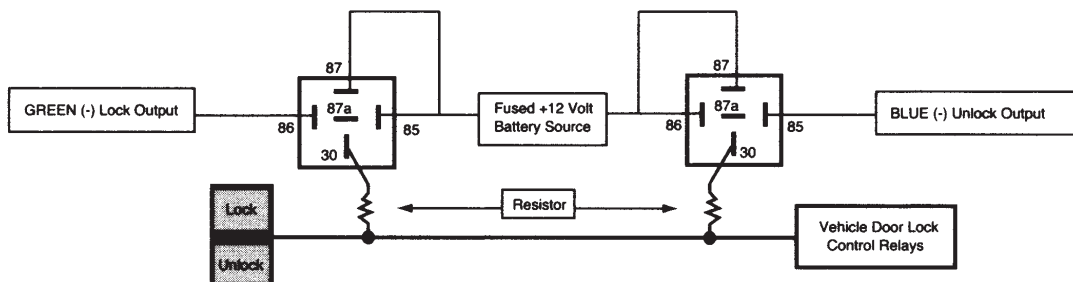 87
87
GREEN (-) Lock Output
87a
Fused +12 Volt
Battery Source
87a
BLUE (-) Unlock Output
86
85
86
85
30
30
Lock
Resistor
Vehicle Door Lock
Control Relays
Unlock